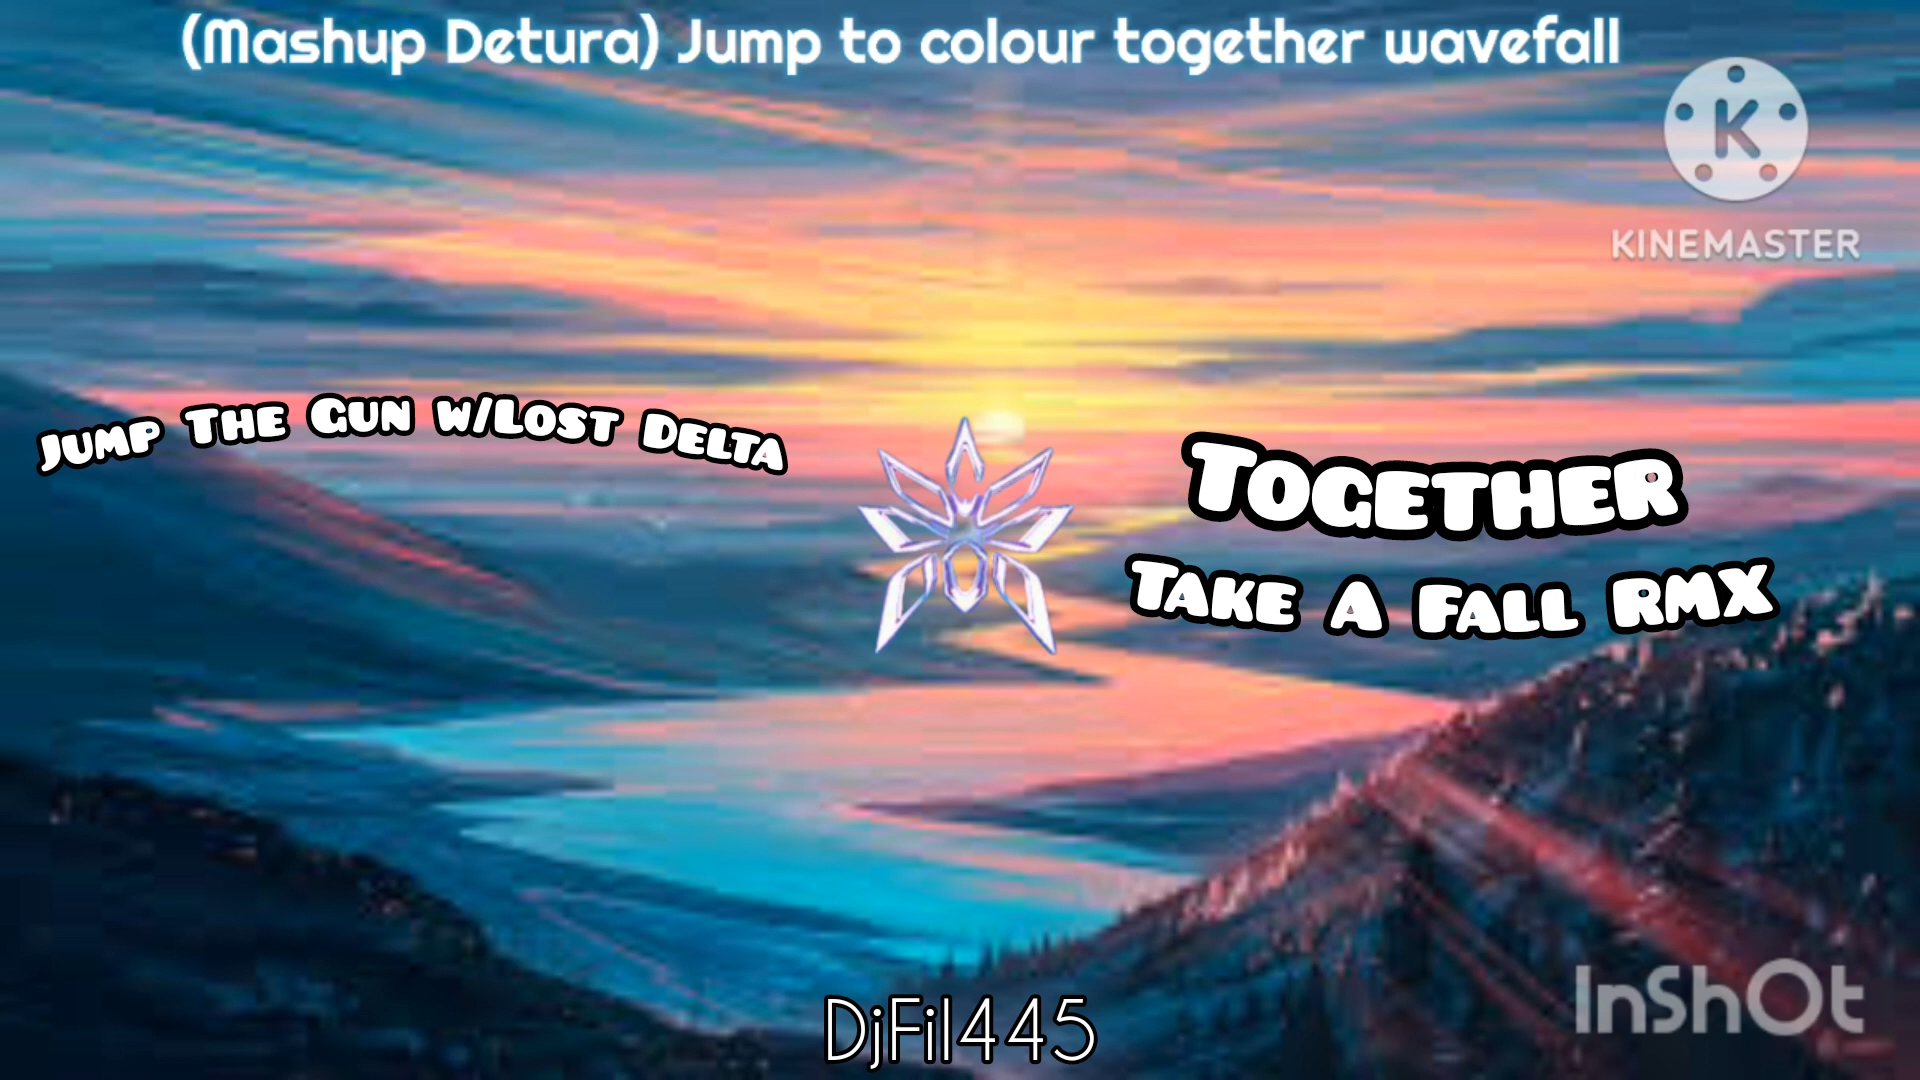 (Mashup Detura) Jump to colour together wavefall
K
KINEMASTER
Jump The Gun w/Lost Delta
Together
Take A Fall RMX
InShOt
DjFil445